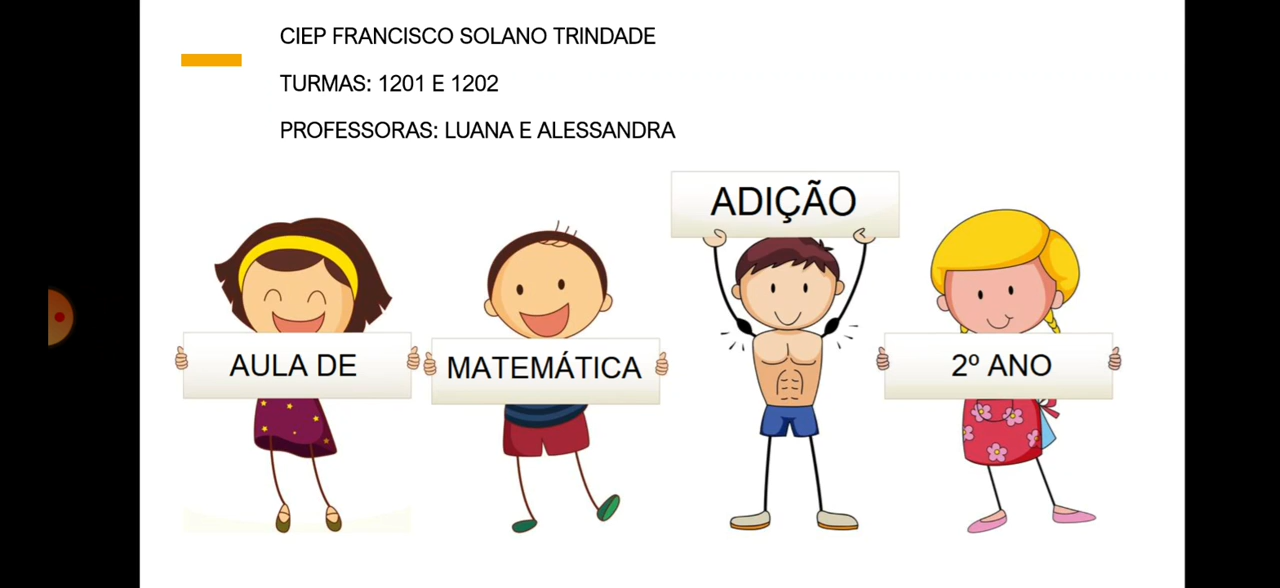 CIEP FRANCISCO SOLANO TRINDADE
TURMAS: 1201 E 1202
PROFESSORAS: LUANA E ALESSANDRA
ADIÇÃO
AULA DE
MATEMÁTICA
2º ANO